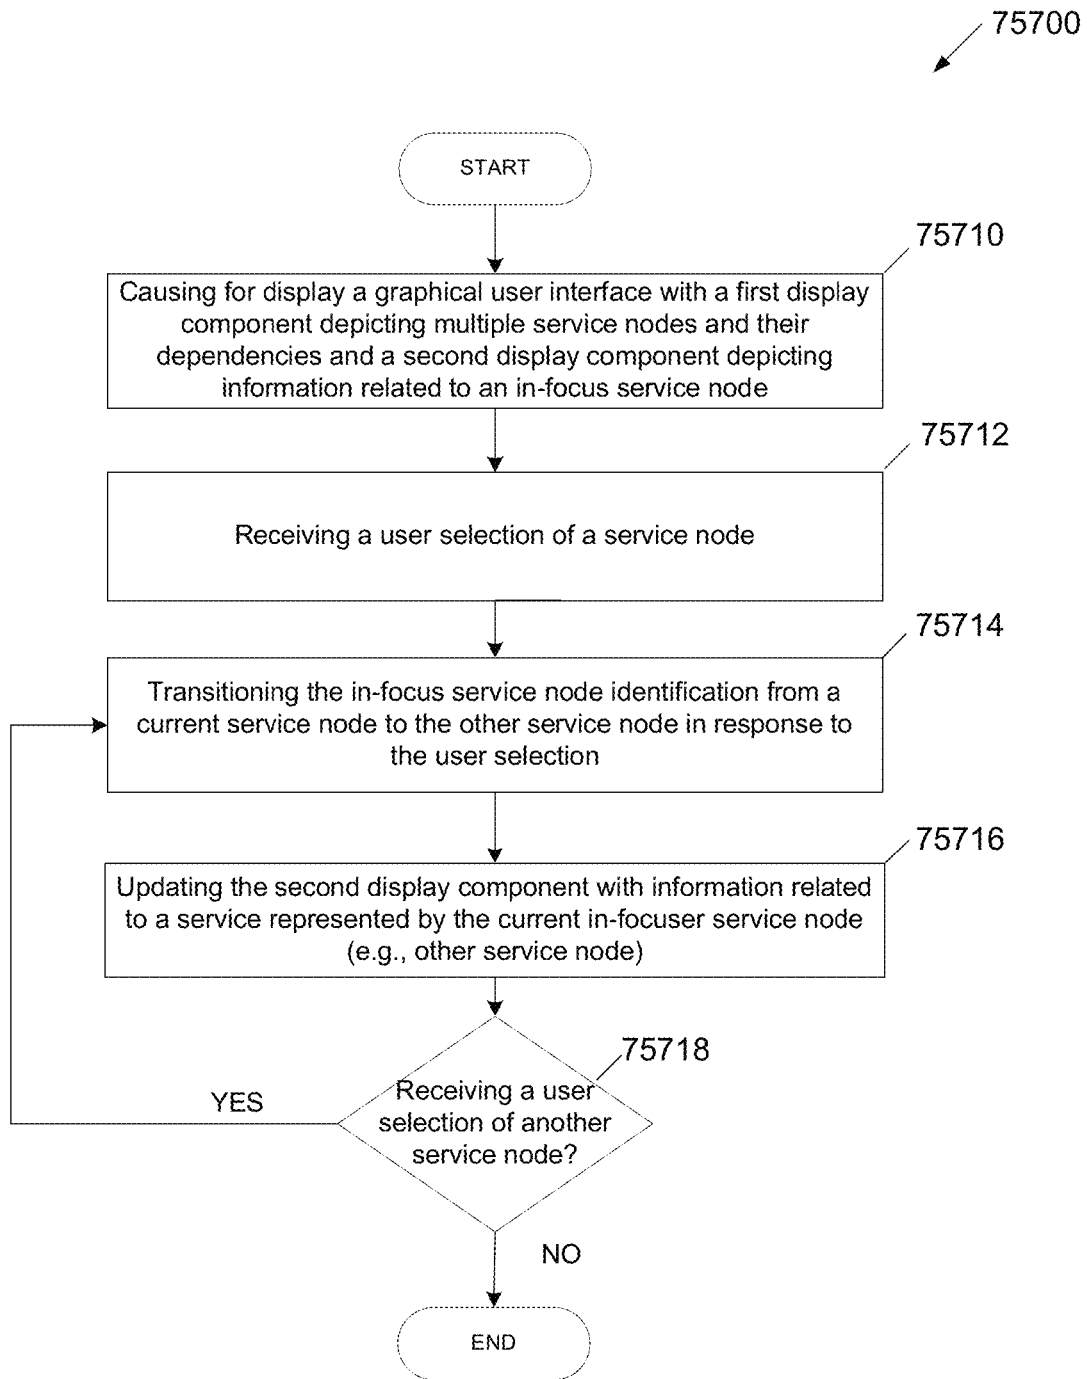 75700
START
75710
Causing for display a graphical user interface with a first display
component depicting multiple service nodes and their
dependencies and a second display component depicting
information related to an in-focus service node
75712
Receiving a user selection of a service node
75714
Transitioning the in-focus service node identification from a
current service node to the other service node in response to
the user selection
75716
Updating the second display component with information related
to a service represented by the current in-focuser service node
(e.g., other service node)
75718
Receiving a user
selection of another
service node?
YES
NO
END